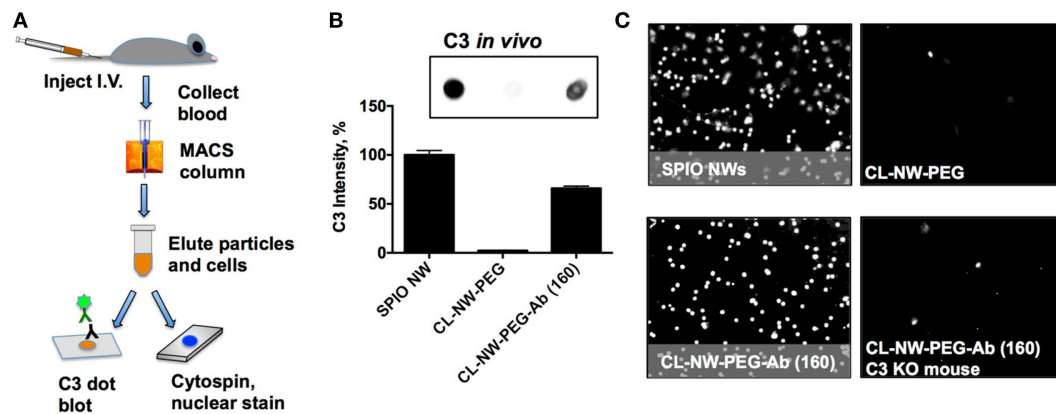 A
Inject I.V.
Collect
blood
MACS
column
Elute particles
and cells
C3 dot
blot
Cytospin,
nuclear stain
B
C3 in vivo
C3 Intensity, %
150
100
50
0
SPIO NW
CL-NW-PEG
CL-NW-PEG-Ab (160)
C
SPIO NWs
CL-NW-PEG
CL-NW-PEG-Ab (160)
CL-NW-PEG-Ab (160)
C3 KO mouse